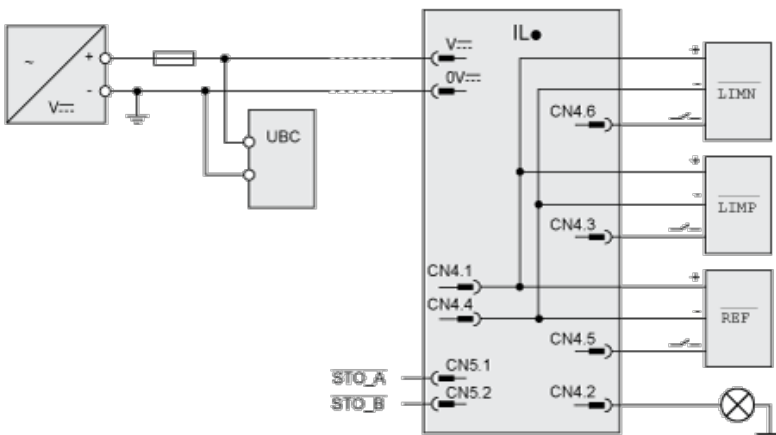 ~
+
-
V
UBC
IL●
V
0V
CN4.6
CN4.3
CN4.1
CN4.4
CN4.5
CN5.1
CN5.2
CN4.2
STO_A
STO_B
+
-
LIMN
+
-
LIMP
+
-
REF